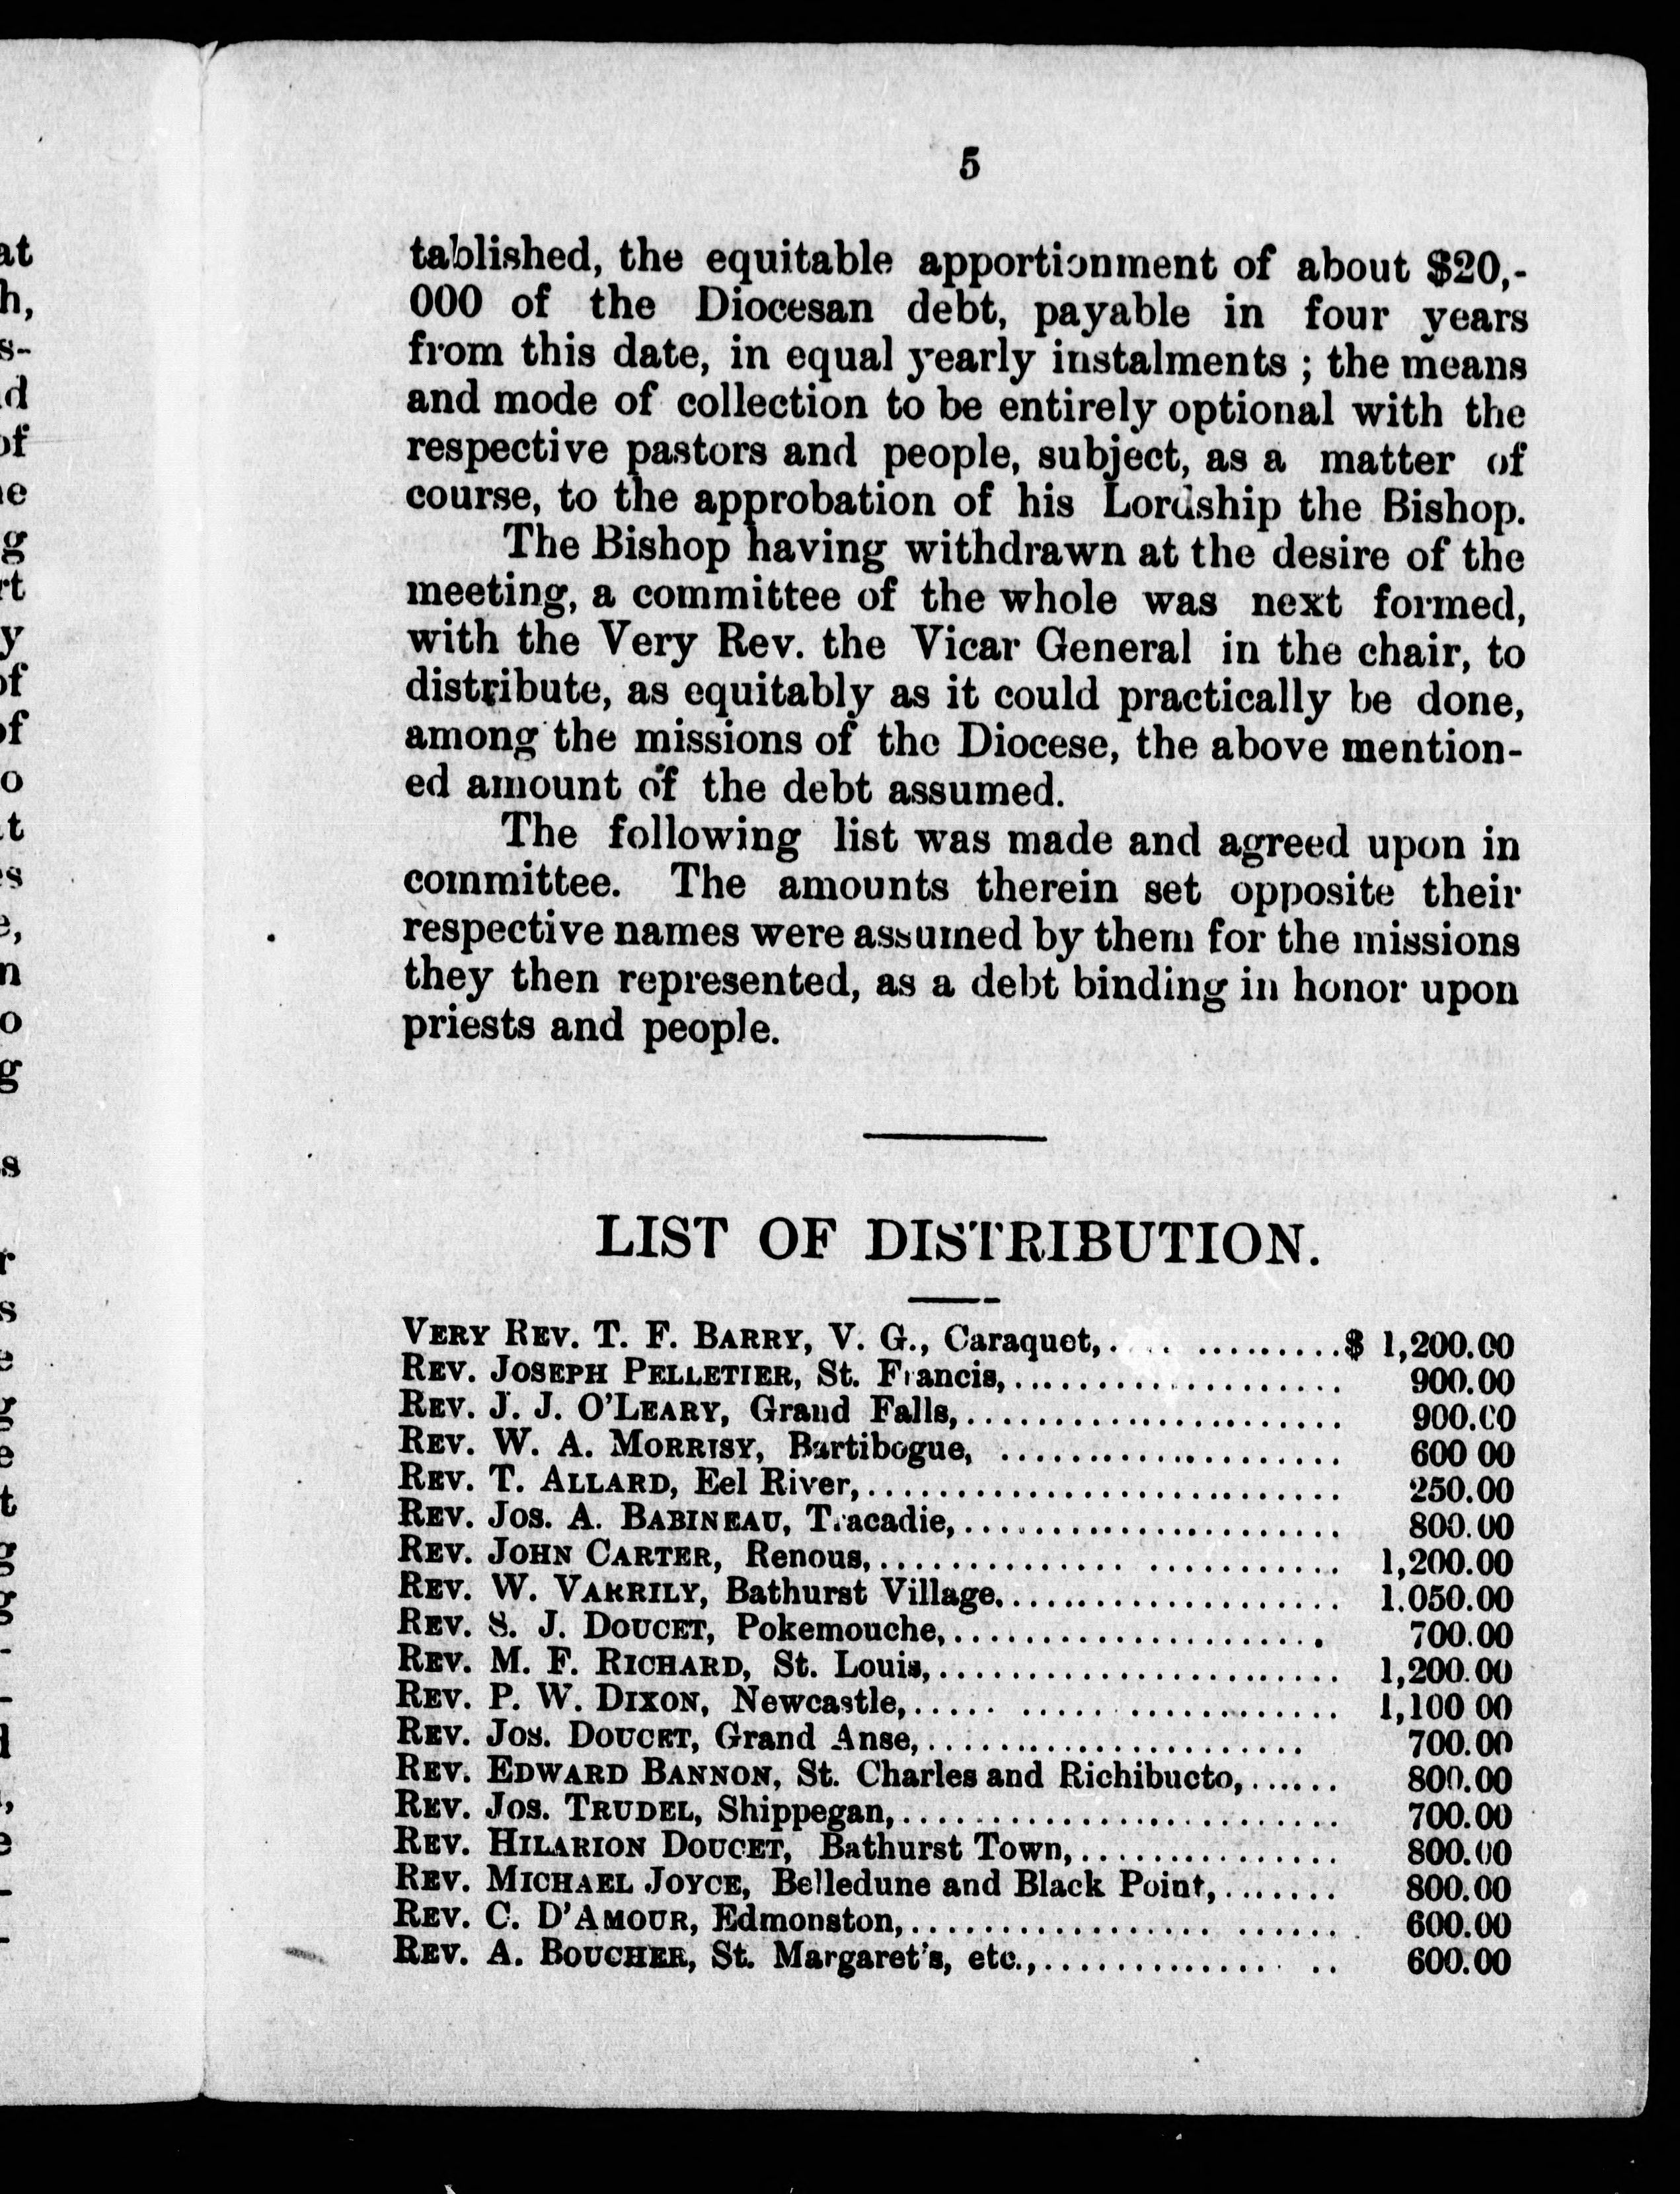 5
tablished, the equitable apportionment of about $20,-
000 of the Diocesan debt, payable in four years
from this date, in equal yearly instalments ; the means
and mode of collection to be entirely optional with the
respective pastors and people, subject, as a matter of
course, to the approbation of his Lordship the Bishop.
The Bishop having withdrawn at the desire of the
meeting, a committee of the whole was next formed,
with the Very Rev. the Vicar General in the chair, to
distribute, as equitably as it could practically be done,
among the missions of the Diocese, the above mention-
ed amount of the debt assumed.
The following list was made and agreed upon in
committee. The amounts therein set opposite their
respective names were assumed by them for the missions
they then represented, as a debt binding in honor upon
priests and people.
LIST OF DISTRIBUTION.
VERY REV. T. F. BARRY, V. G., Caraquet,.... .........$ 1,200.00
REV. JOSEPH PELLETIER, St. Francis,.................... 900.00
REV. J. J. O'LEARY, Grand Falls,....................... 900.00
REV. W. A. MORRISY, Bartibogue, ..................... 600 00
REV. T. ALLARD, Eel River,............................. 250.00
REV. JOS. A. BABINEAU, Tracadie,....................... 800.00
REV. JOHN CARTER, Renous,............... ............ 1,200.00
REV. W. VARRILY, Bathurst Village..................... 1.050.00
REV. S. J. DOUCET, Pokemouche,....................... 700.00
REV. M. F. RICHARD, St. Louis,......................... 1,200.00
REV. P. W. DIXON, Newcastle,..... ...... ............. 1,100 00
REV. JOS. DOUCET, Grand Anse,....................... 700.00
REV. EDWARD BANNON, St. Charles and Richibucto,...... 800.00
REV. JOS. TRUDEL, Shippegan,.......................... 700.00
REV. HILARION DOUCET, Bathurst Town,................ 800.00
REV. MICHAEL JOYCE, Belledune and Black Point,....... 800.00
REV. C. D'AMOUR, Edmonston,.................. ...... 600.00
REV. A. BOUCHER, St. Margaret's, etc.,.............. .. 600.00